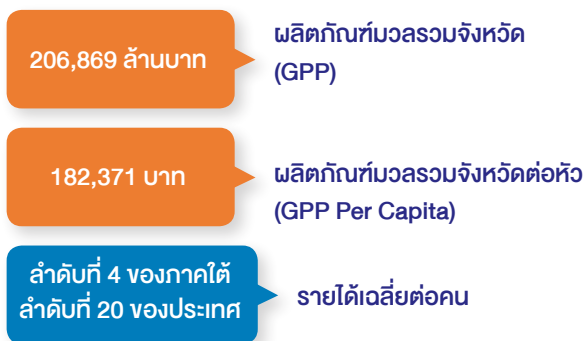 206,869 ล้านบาท
ผลิตภัณฑ์มวลรวมจังหวัด
(GPP)
182,371 บาท
ผลิตภัณฑ์มวลรวมจังหวัดต่อหัว
(GPP Per Capita)
ลำดับที่ 4 ของภาคใต้
ลำดับที่ 20 ของประเทศ
รายได้เฉลี่ยต่อคน